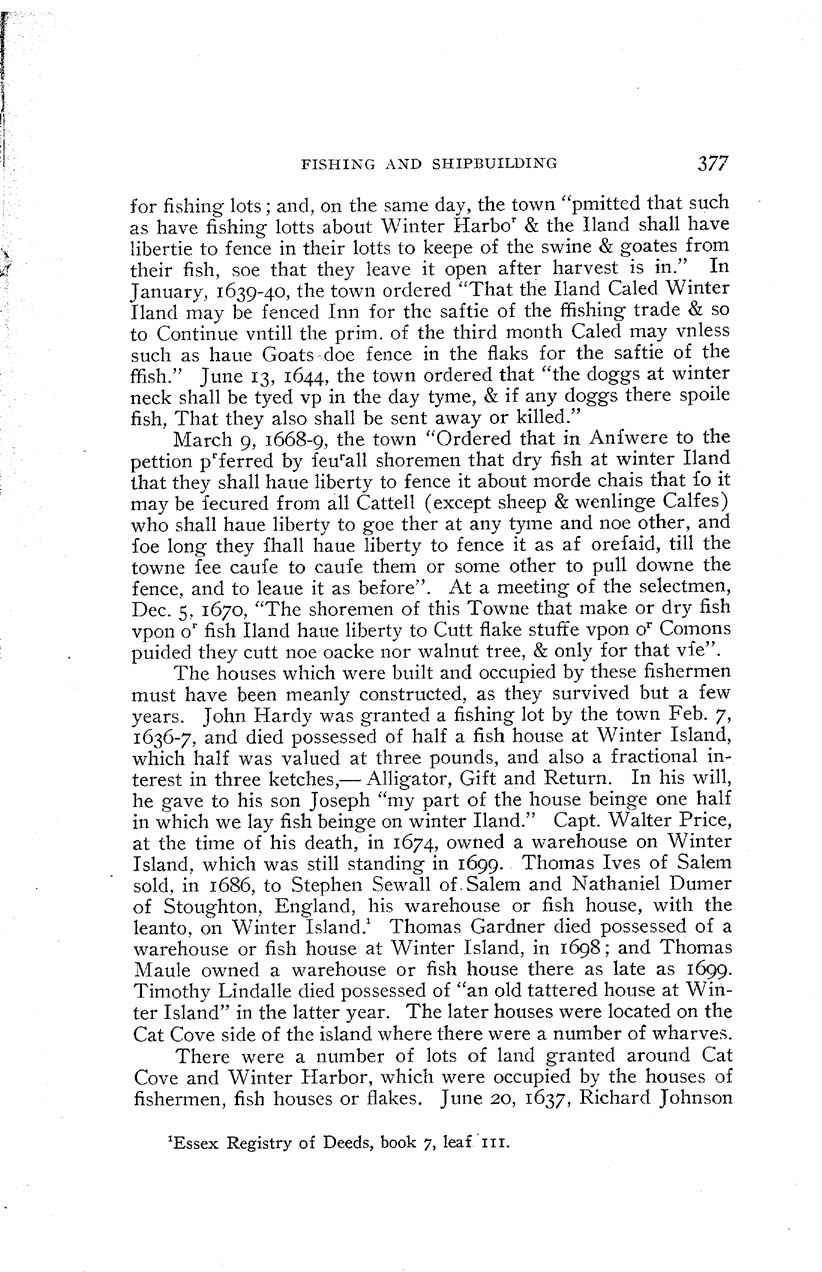 FISHING AND SHIPBUILDING 377
for fishing lots; and, on the same day, the town “pmitted that such
as have fishing lotts about Winter Harboʳ & the Iland shall have
libertie to fence in their lotts to keepe of the swine & goates from
their fish, soe that they leave it open after harvest is in.” In
January, 1639-40, the town ordered “That the Iland Caled Winter
Iland may be fenced Inn for the saftie of the ffishing trade & so
to Continue vntill the prim. of the third month Caled may vnless
such as haue Goats doe fence in the flaks for the saftie of the
ffish.” June 13, 1644, the town ordered that “the doggs at winter
neck shall be tyed vp in the day tyme, & if any doggs there spoile
fish, That they also shall be sent away or killed.”
March 9, 1668-9, the town “Ordered that in Anſwere to the
pettion pʳferred by ſeuʳall shoremen that dry fish at winter Iland
that they shall haue liberty to fence it about morde chais that ſo it
may be ſecured from all Cattell (except sheep & wenlinge Calfes)
who shall haue liberty to goe ther at any tyme and noe other, and
ſoe long they ſhall haue liberty to fence it as af oreſaid, till the
towne ſee cauſe to cauſe them or some other to pull downe the
fence, and to leaue it as before”. At a meeting of the selectmen,
Dec. 5, 1670, “The shoremen of this Towne that make or dry fish
vpon oʳ fish Iland haue liberty to Cutt flake stuffe vpon oʳ Comons
puided they cutt noe oacke nor walnut tree, & only for that vſe”.
The houses which were built and occupied by these fishermen
must have been meanly constructed, as they survived but a few
years. John Hardy was granted a fishing lot by the town Feb. 7,
1636-7, and died possessed of half a fish house at Winter Island,
which half was valued at three pounds, and also a fractional in-
terest in three ketches,— Alligator, Gift and Return. In his will,
he gave to his son Joseph “my part of the house beinge one half
in which we lay fish beinge on winter Iland.” Capt. Walter Price,
at the time of his death, in 1674, owned a warehouse on Winter
Island, which was still standing in 1699. Thomas Ives of Salem
sold, in 1686, to Stephen Sewall of Salem and Nathaniel Dumer
of Stoughton, England, his warehouse or fish house, with the
leanto, on Winter Island.¹ Thomas Gardner died possessed of a
warehouse or fish house at Winter Island, in 1698; and Thomas
Maule owned a warehouse or fish house there as late as 1699.
Timothy Lindalle died possessed of “an old tattered house at Win-
ter Island” in the latter year. The later houses were located on the
Cat Cove side of the island where there were a number of wharves.
There were a number of lots of land granted around Cat
Cove and Winter Harbor, which were occupied by the houses of
fishermen, fish houses or flakes. June 20, 1637, Richard Johnson
¹Essex Registry of Deeds, book 7, leaf 111.